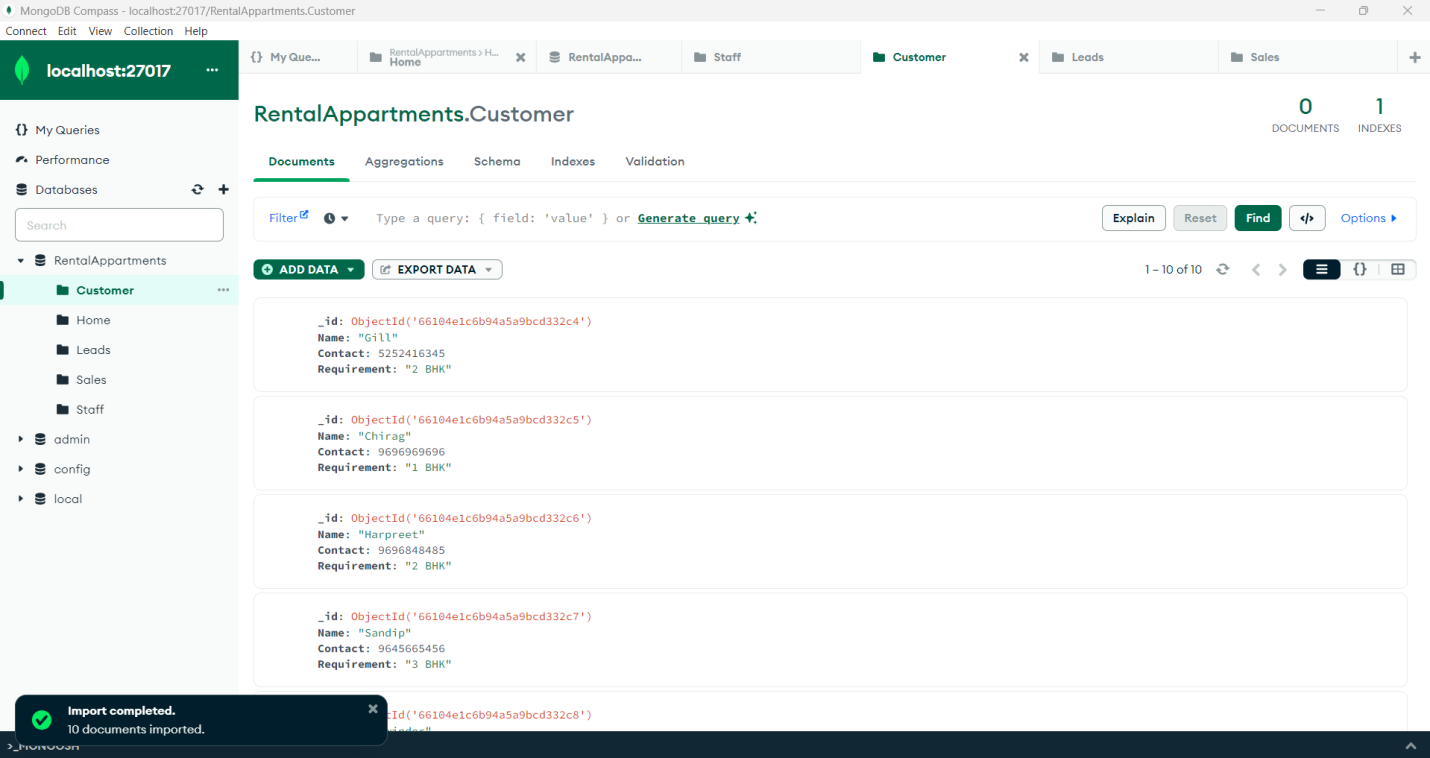 MongoDB Compass - localhost:27017/RentalAppartments.Customer
Connect Edit View Collection Help
localhost:27017
{} My Queries
Performance
Databases
Search
RentalAppartments
Customer
Home
Leads
Sales
Staff
admin
config
local
{} My Que...
RentalAppartments > H...
Home
RentalAppa...
Staff
Customer
Leads
Sales
RentalAppartments.Customer
0
DOCUMENTS
1
INDEXES
Documents Aggregations Schema Indexes Validation
Filter
Type a query: { field: 'value' } or Generate query
Explain Reset Find </> Options
ADD DATA EXPORT DATA
1 – 10 of 10
{}
_id: ObjectId('66104e1c6b94a5a9bcd332c4')
Name: "Gill"
Contact: 5252416345
Requirement: "2 BHK"
_id: ObjectId('66104e1c6b94a5a9bcd332c5')
Name: "Chirag"
Contact: 9696969696
Requirement: "1 BHK"
_id: ObjectId('66104e1c6b94a5a9bcd332c6')
Name: "Harpreet"
Contact: 9696848485
Requirement: "2 BHK"
_id: ObjectId('66104e1c6b94a5a9bcd332c7')
Name: "Sandip"
Contact: 9645665456
Requirement: "3 BHK"
ctId('66104e1c6b94a5a9bcd332c8')
Import completed.
10 documents imported.
>_MONGOSH